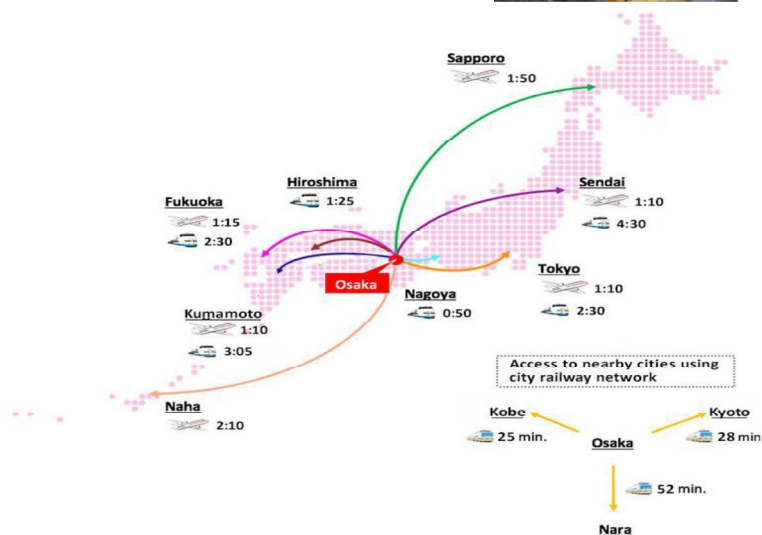 Sapporo
1:50
Hiroshima
1:25
Sendai
1:10
4:30
Fukuoka
1:15
2:30
Osaka
Tokyo
1:10
2:30
Nagoya
0:50
Kumamoto
1:10
3:05
Naha
2:10
Access to nearby cities using
city railway network
Kobe
25 min.
Kyoto
28 min
Osaka
52 min.
Nara